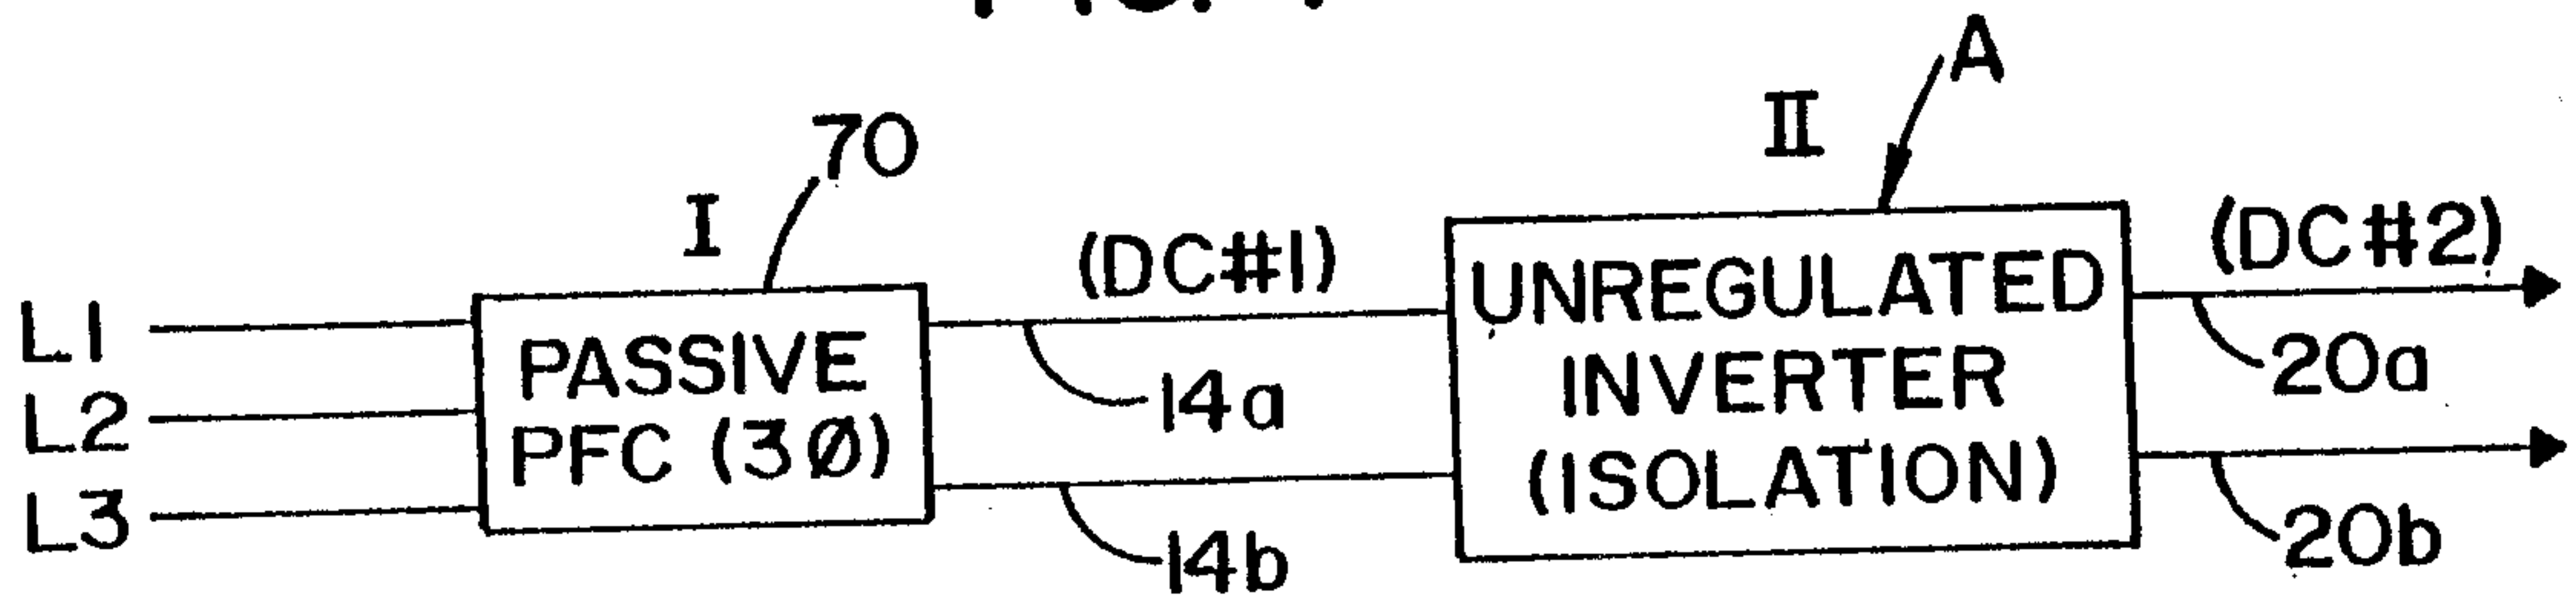 A
II
70
I
(DC#1)
(DC#2)
L1
L2
L3
PASSIVE
PFC (3Ø)
UNREGULATED
INVERTER
(ISOLATION)
14a
14b
20a
20b